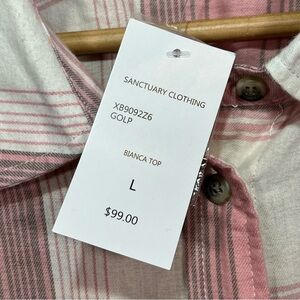 SANCTUARY CLOTHING
XB9092Z6
GOLP
BIANCA TOP
L
$99.00